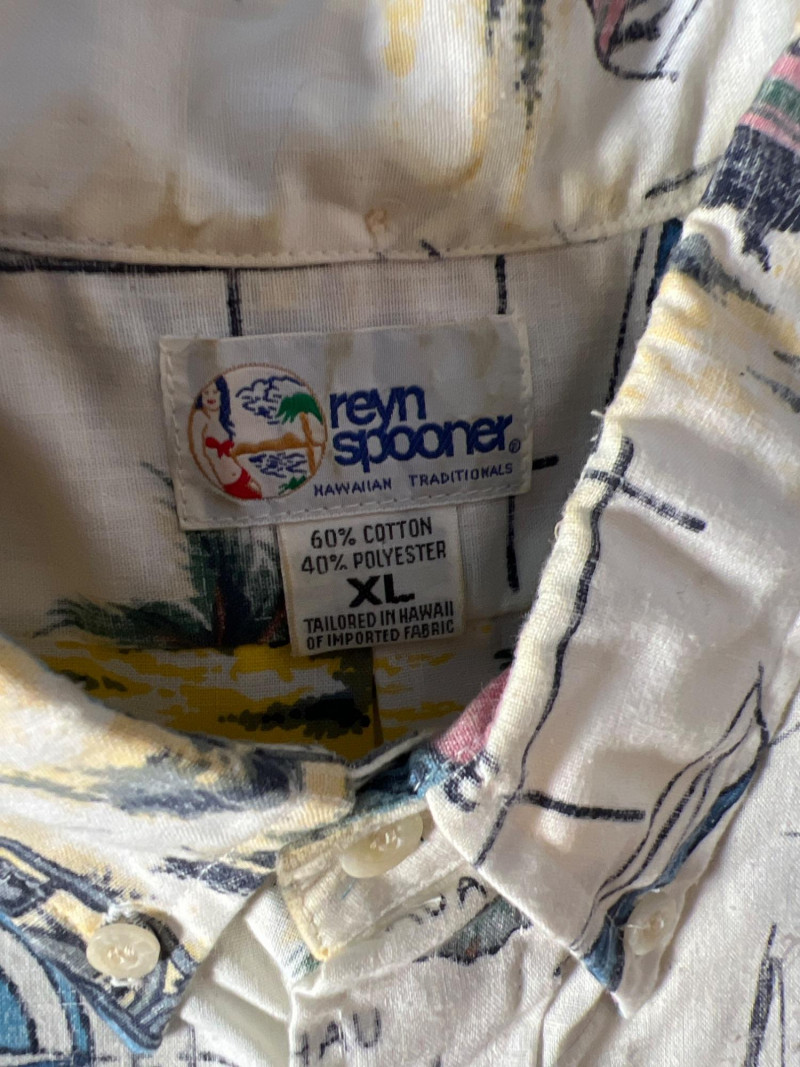 reyn
spooner®
HAWAIIAN TRADITIONALS
60% COTTON
40% POLYESTER
XL
TAILORED IN HAWAII
OF IMPORTED FABRIC